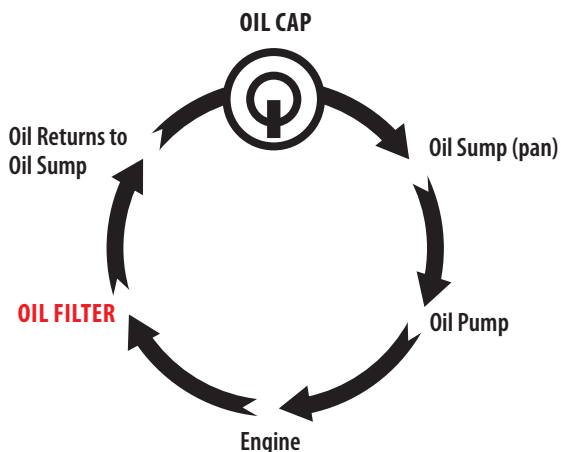 OIL CAP
Oil Sump (pan)
Oil Pump
Engine
OIL FILTER
Oil Returns to
Oil Sump